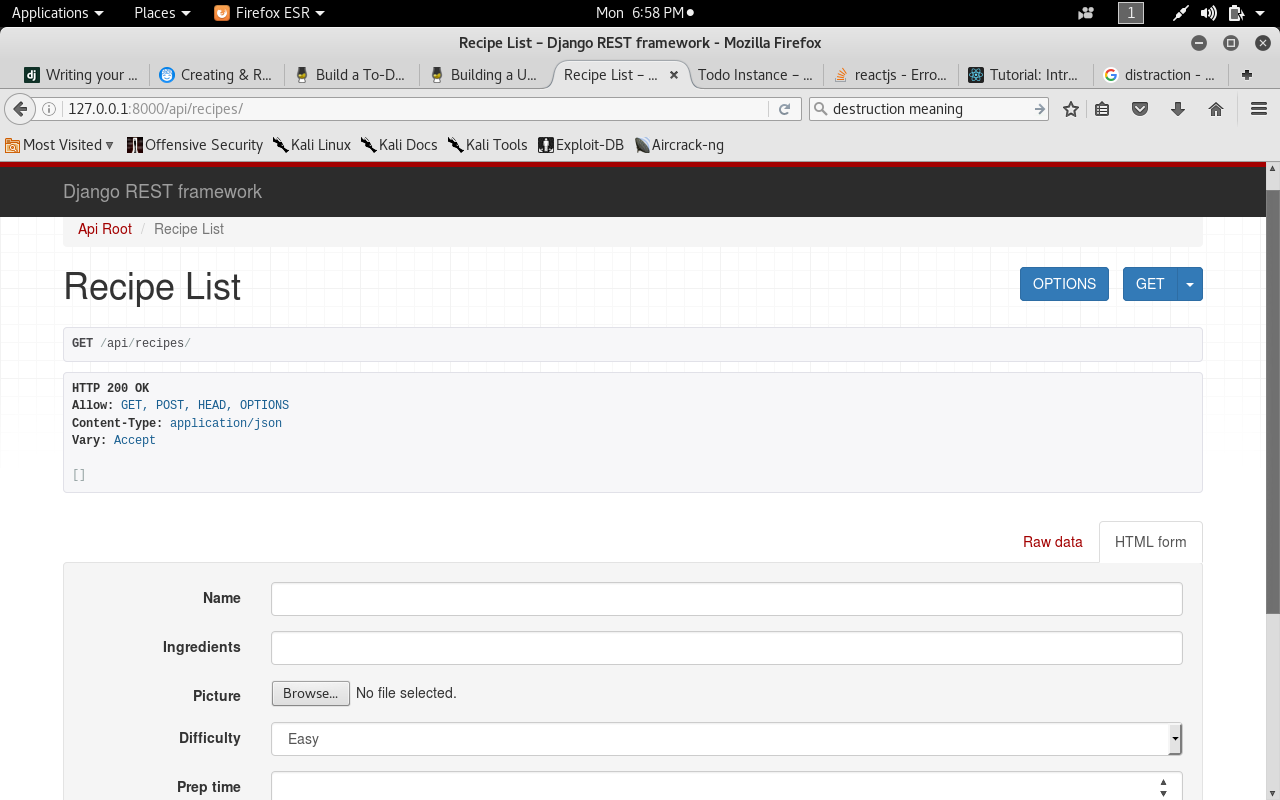 Applications Places Firefox ESR Mon 6:58 PM 1
Recipe List – Django REST framework - Mozilla Firefox
Writing your ... Creating & R... Build a To-D... Building a U... Recipe List – ... Todo Instance – ... reactjs - Erro... Tutorial: Intr... distraction - ...
127.0.0.1:8000/api/recipes/ destruction meaning
Most Visited Offensive Security Kali Linux Kali Docs Kali Tools Exploit-DB Aircrack-ng
Django REST framework
Api Root / Recipe List
Recipe List OPTIONS GET
GET /api/recipes/
HTTP 200 OK
Allow: GET, POST, HEAD, OPTIONS
Content-Type: application/json
Vary: Accept
[]
Raw data HTML form
Name
Ingredients
Picture Browse... No file selected.
Difficulty Easy
Prep time